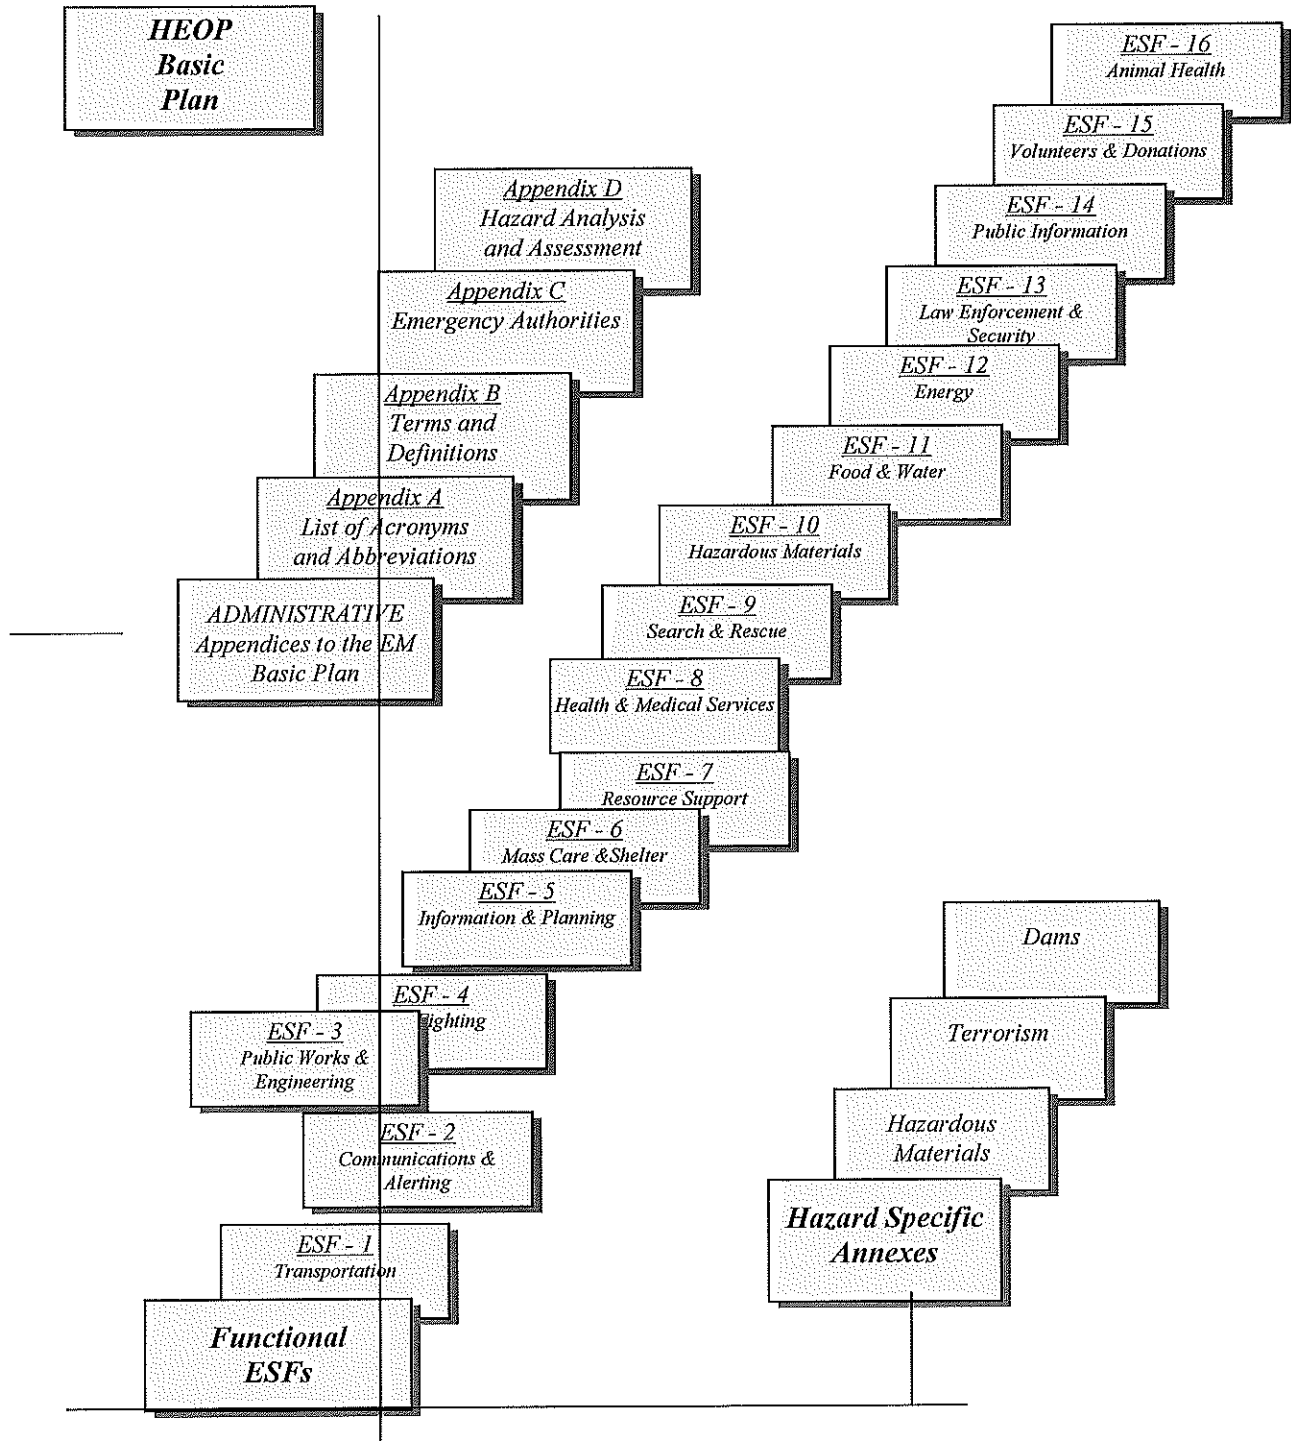 HEOP
Basic
Plan
Appendix D
Hazard Analysis
and Assessment
Appendix C
Emergency Authorities
Appendix B
Terms and
Definitions
Appendix A
List of Acronyms
and Abbreviations
ADMINISTRATIVE
Appendices to the EM
Basic Plan
ESF - 16
Animal Health
ESF - 15
Volunteers & Donations
ESF - 14
Public Information
ESF - 13
Law Enforcement &
Security
ESF - 12
Energy
ESF - 11
Food & Water
ESF - 10
Hazardous Materials
ESF - 9
Search & Rescue
ESF - 8
Health & Medical Services
ESF - 7
Resource Support
ESF - 6
Mass Care &Shelter
ESF - 5
Information & Planning
ESF - 4
ESF - 3
Public Works &
Engineering
ESF - 2
Communications &
Alerting
ESF - 1
Transportation
Functional
ESFs
Dams
Terrorism
Hazardous
Materials
Hazard Specific
Annexes